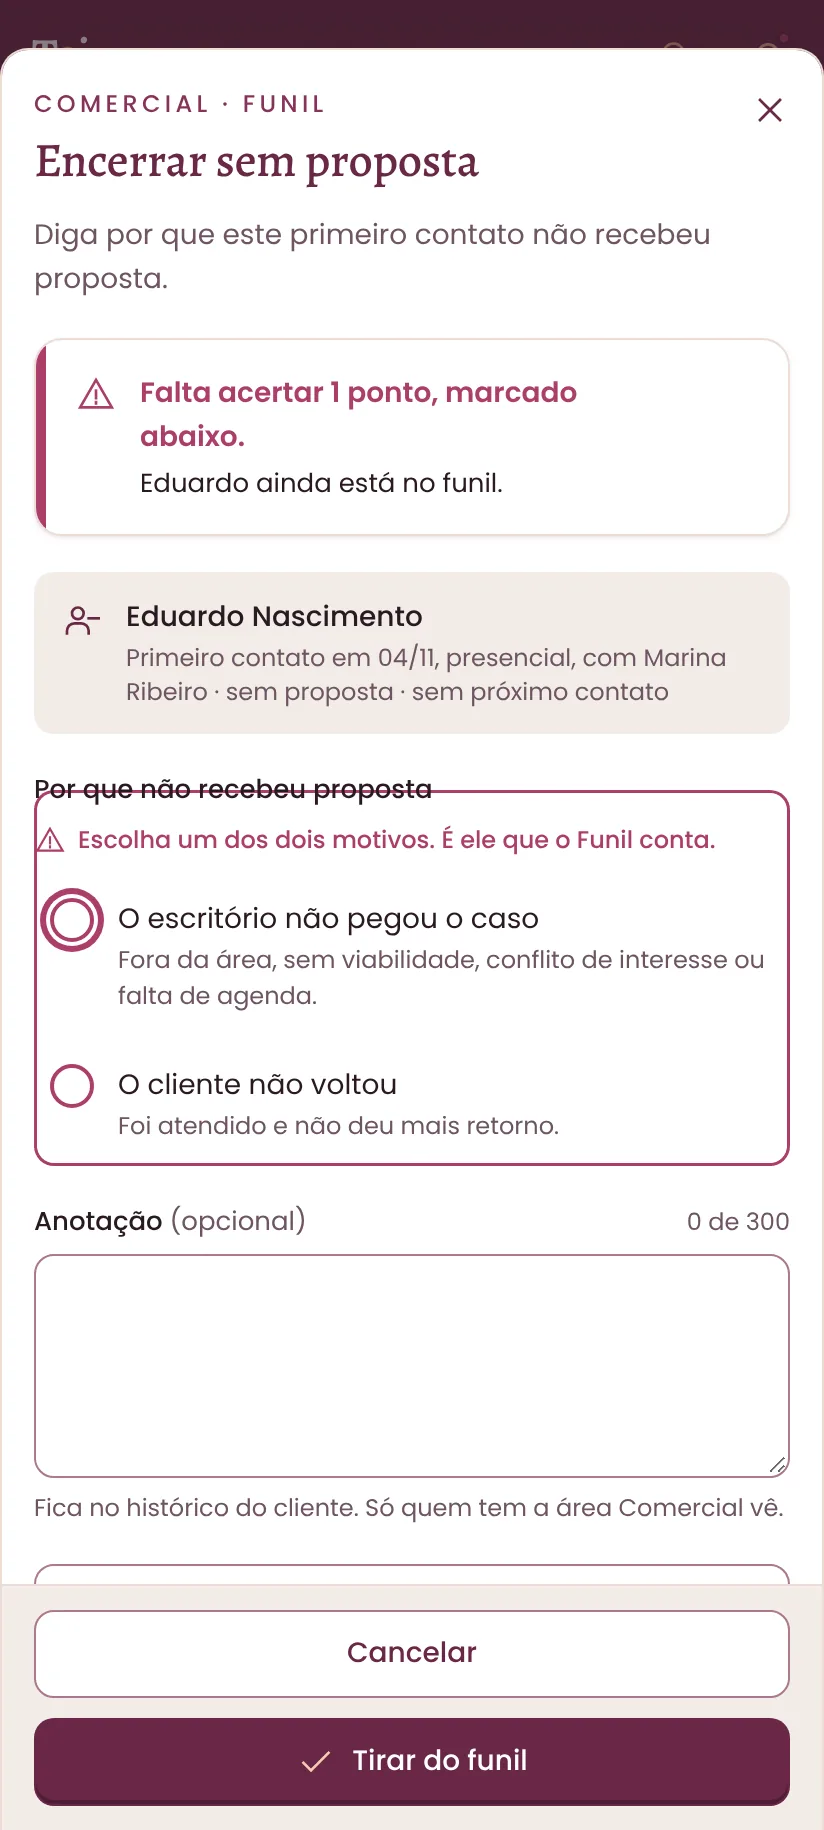 COMERCIAL · FUNIL
Encerrar sem proposta
Diga por que este primeiro contato não recebeu
proposta.
Falta acertar 1 ponto, marcado
abaixo.
Eduardo ainda está no funil.
Eduardo Nascimento
Primeiro contato em 04/11, presencial, com Marina
Ribeiro · sem proposta · sem próximo contato
Por que não recebeu proposta
Escolha um dos dois motivos. É ele que o Funil conta.
O escritório não pegou o caso
Fora da área, sem viabilidade, conflito de interesse ou
falta de agenda.
O cliente não voltou
Foi atendido e não deu mais retorno.
Anotação (opcional)
0 de 300
Fica no histórico do cliente. Só quem tem a área Comercial vê.
Cancelar
Tirar do funil